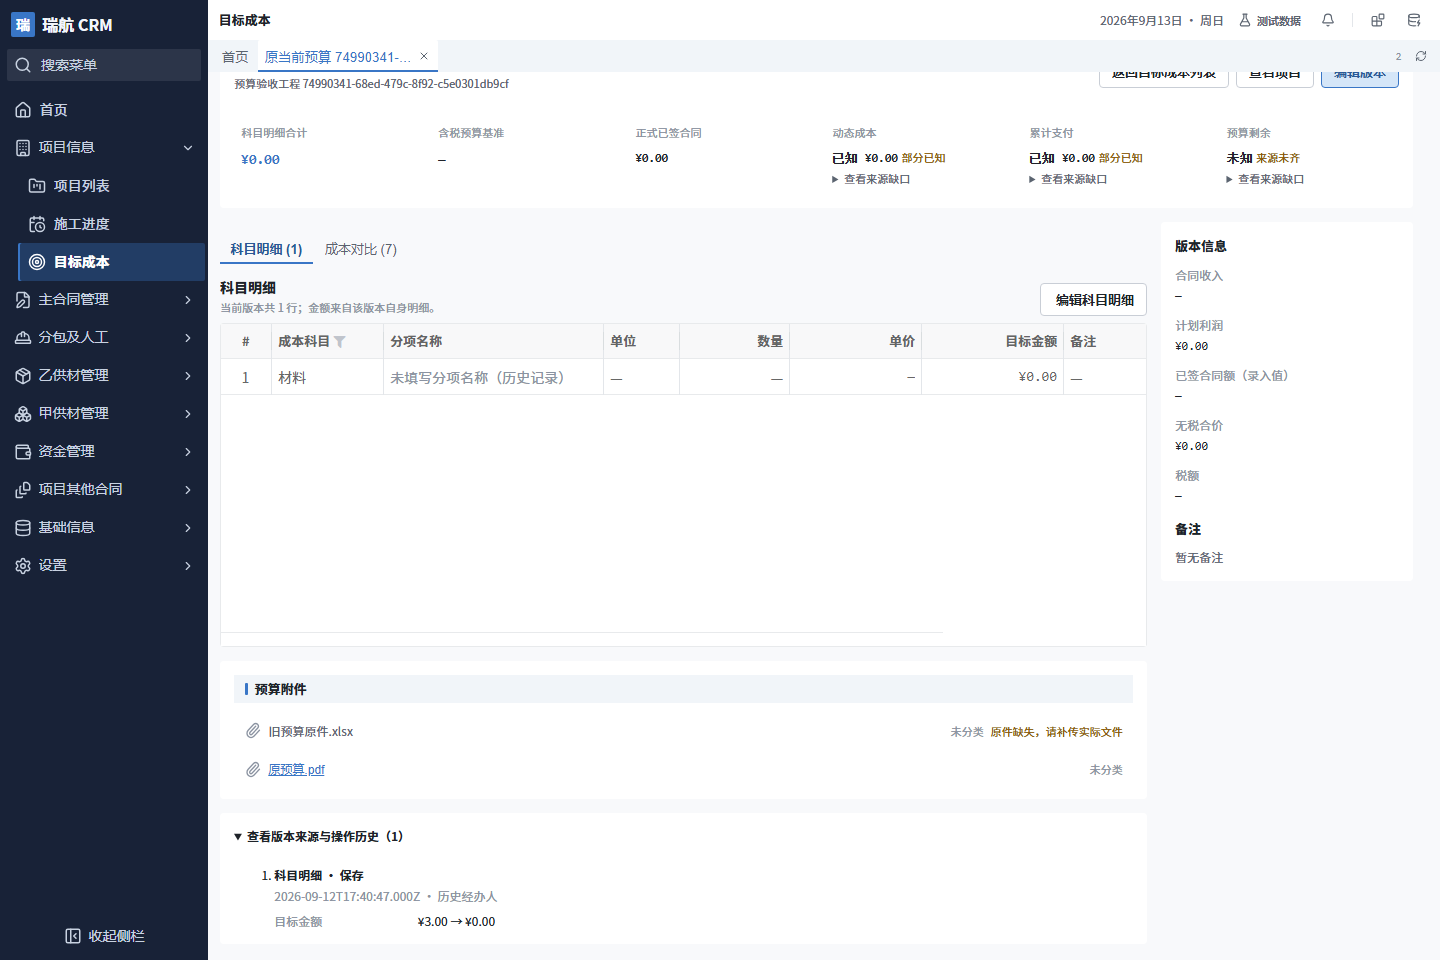 瑞 瑞航 CRM
搜索菜单
首页
项目信息
项目列表
施工进度
目标成本
主合同管理
分包及人工
乙供材管理
甲供材管理
资金管理
项目其他合同
基础信息
设置
收起侧栏
目标成本
2026年9月13日 • 周日 测试数据
首页 原当前预算 74990341-... ×
2
预算验收工程 74990341-68ed-479c-8f92-c5e0301db9cf
返回目标成本列表 查看项目 编辑版本
科目明细合计 含税预算基准 正式已签合同 动态成本 累计支付 预算剩余
¥0.00 — ¥0.00 已知 ¥0.00 部分已知 已知 ¥0.00 部分已知 未知 来源未齐
▶ 查看来源缺口 ▶ 查看来源缺口 ▶ 查看来源缺口
科目明细 (1) 成本对比 (7)
科目明细
当前版本共 1 行；金额来自该版本自身明细。
编辑科目明细
# 成本科目 分项名称 单位 数量 单价 目标金额 备注
1 材料 未填写分项名称（历史记录） — — — ¥0.00 —
预算附件
旧预算原件.xlsx 未分类 原件缺失，请补传实际文件
原预算.pdf 未分类
▼ 查看版本来源与操作历史（1）
1. 科目明细 • 保存
2026-09-12T17:40:47.000Z • 历史经办人
目标金额 ¥3.00 → ¥0.00
版本信息
合同收入
—
计划利润
¥0.00
已签合同额（录入值）
—
无税合价
¥0.00
税额
—
备注
暂无备注